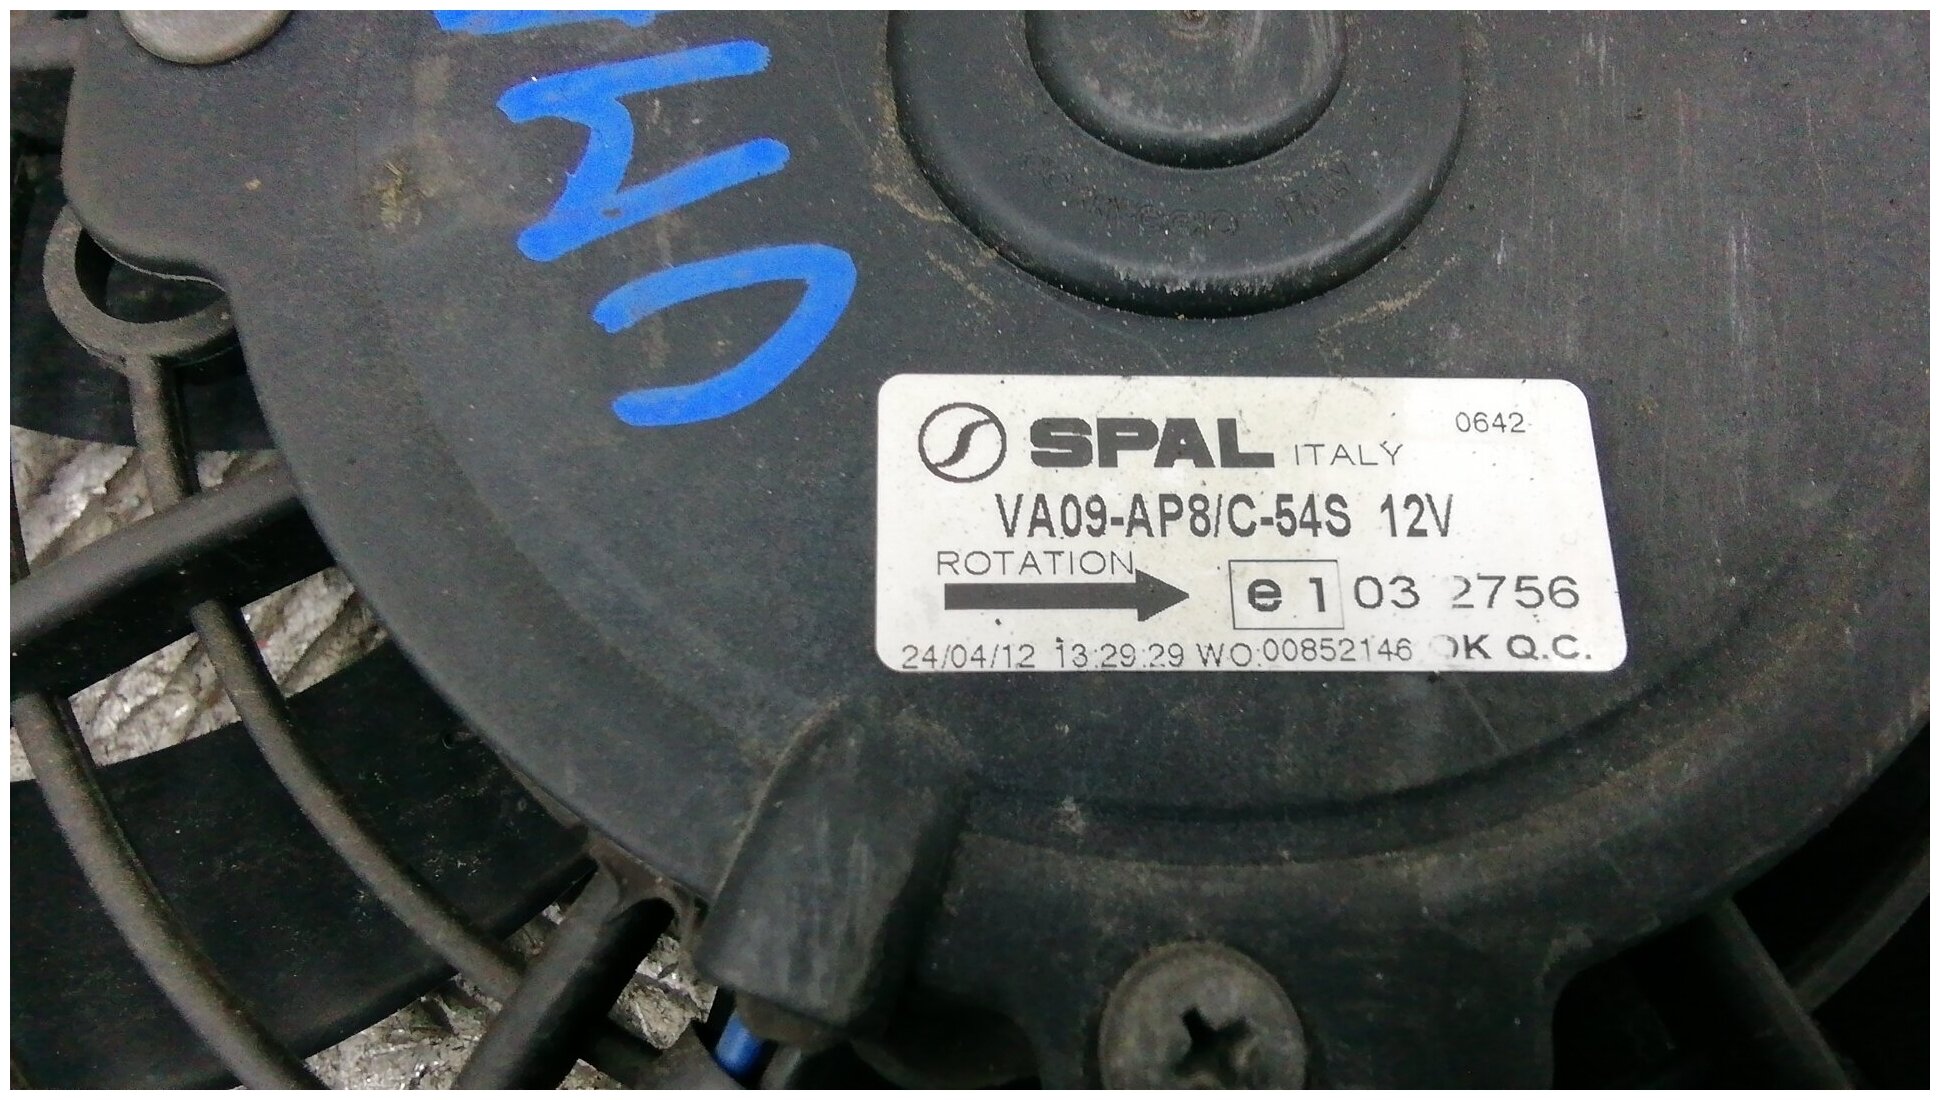 SPAL ITALY 0642
VA09-AP8/C-54S 12V
ROTATION
e1 03 2756
24/04/12 13:29:29 WO:00852146 OK Q.C.